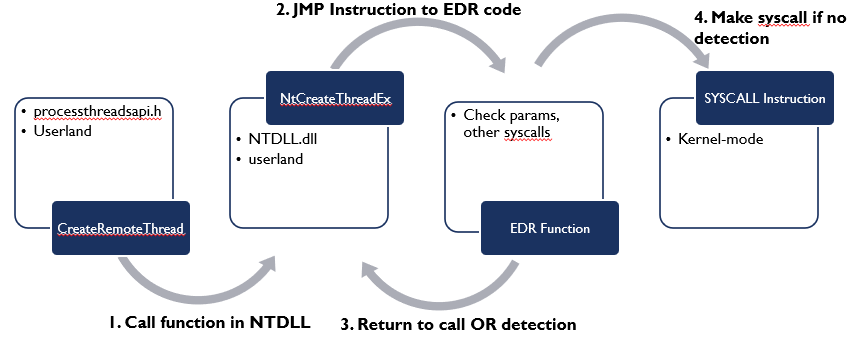 2. JMP Instruction to EDR code
4. Make syscall if no
detection
• processthreadsapi.h
• Userland
CreateRemoteThread
NtCreateThreadEx
• NTDLL.dll
• userland
• Check params,
other syscalls
EDR Function
SYSCALL Instruction
• Kernel-mode
1. Call function in NTDLL
3. Return to call OR detection